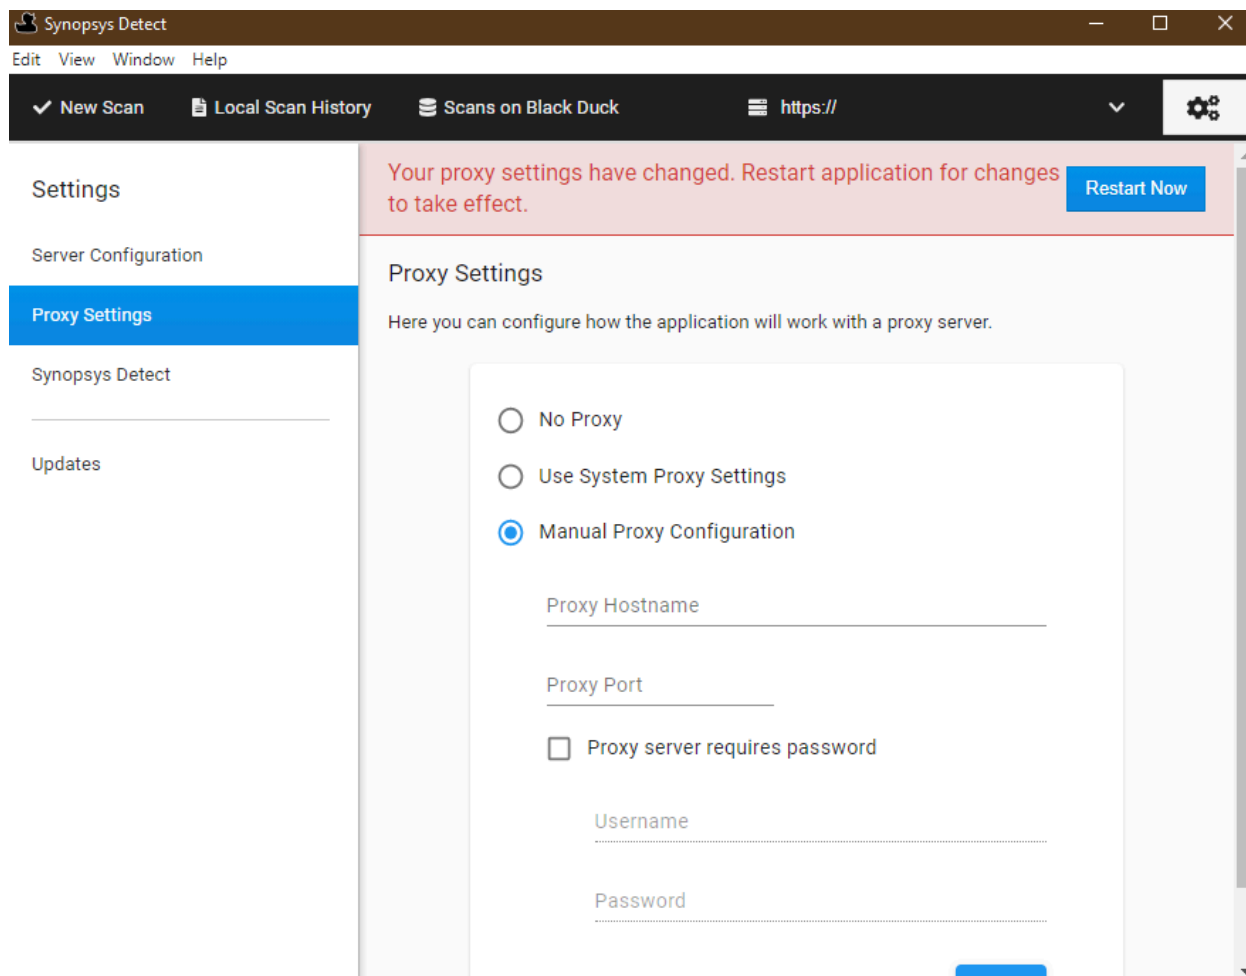 Synopsys Detect
Edit View Window Help
New Scan Local Scan History Scans on Black Duck https://
Settings
Server Configuration
Proxy Settings
Synopsys Detect
Updates
Your proxy settings have changed. Restart application for changes
to take effect.
Restart Now
Proxy Settings
Here you can configure how the application will work with a proxy server.
No Proxy
Use System Proxy Settings
Manual Proxy Configuration
Proxy Hostname
Proxy Port
Proxy server requires password
Username
Password